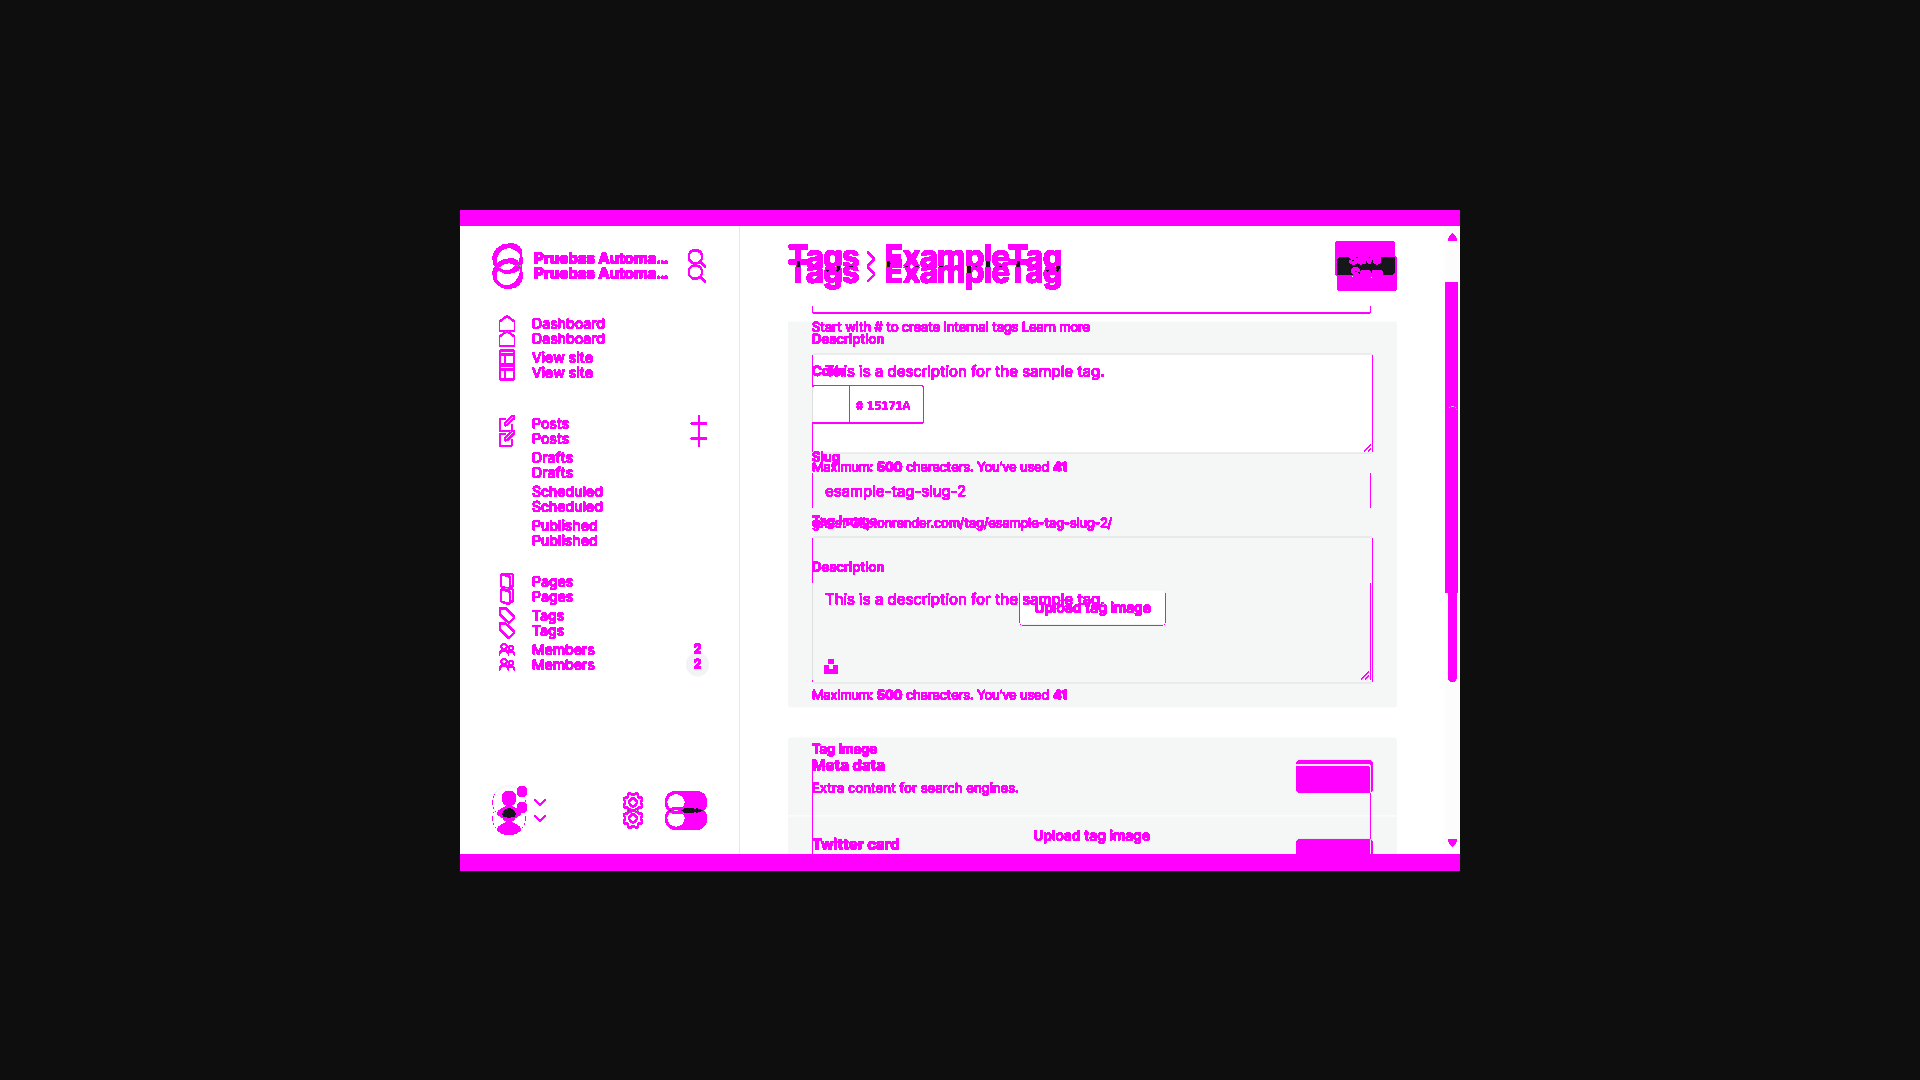 Pruebas Automa...
Pruebas Automa...
Dashboard
Dashboard
View site
View site
Posts
Posts
Drafts
Drafts
Scheduled
Scheduled
Published
Published
Pages
Pages
Tags
Tags
Members 2
Members 2
Tags > ExampleTag
Tags > ExampleTag
Start with # to create internal tags Learn more
Description
This is a description for the sample tag.
# 15171A
Slug
Maximum: 500 characters. You've used 41
esample-tag-slug-2
Tag image
onrender.com/tag/esample-tag-slug-2/
Description
This is a description for the sample tag.
Upload tag image
Maximum: 500 characters. You've used 41
Tag image
Meta data
Extra content for search engines.
Upload tag image
Twitter card